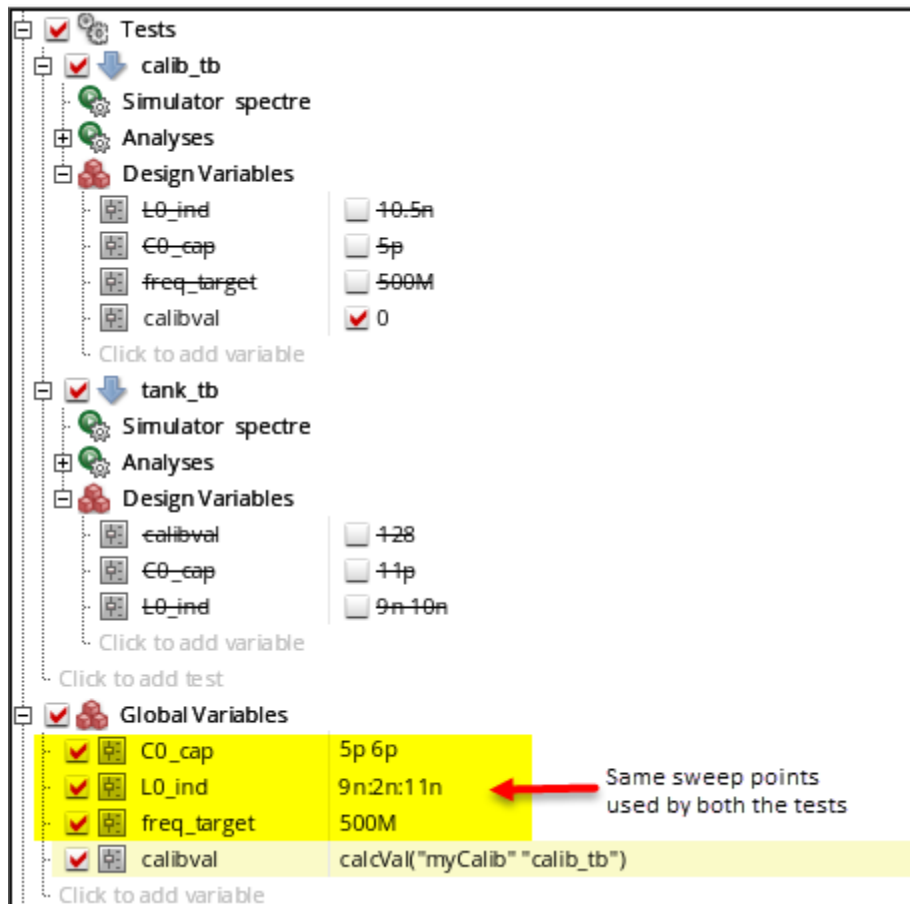 Tests
calib_tb
Simulator spectre
Analyses
Design Variables
L0_ind 10.5n
C0_cap 5p
freq_target 500M
calibval 0
Click to add variable
tank_tb
Simulator spectre
Analyses
Design Variables
calibval 128
C0_cap 11p
L0_ind 9n 10n
Click to add variable
Click to add test
Global Variables
C0_cap 5p 6p
L0_ind 9n:2n:11n
Same sweep points
used by both the tests
freq_target 500M
calibval calcVal("myCalib" "calib_tb")
Click to add variable